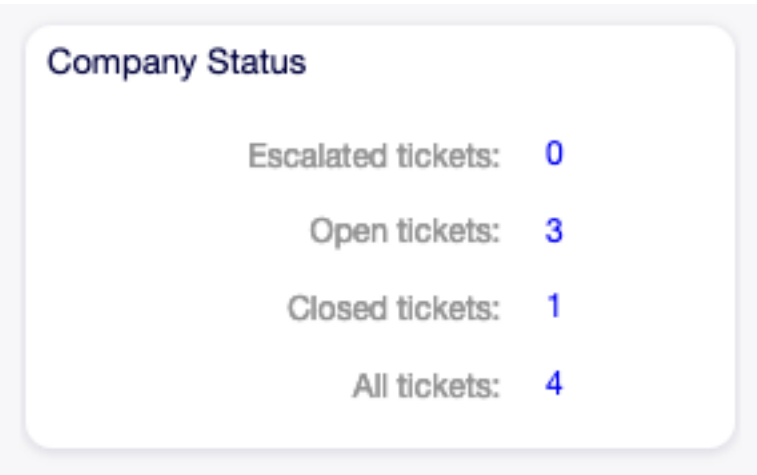 Company Status
Escalated tickets: 0
Open tickets: 3
Closed tickets: 1
All tickets: 4